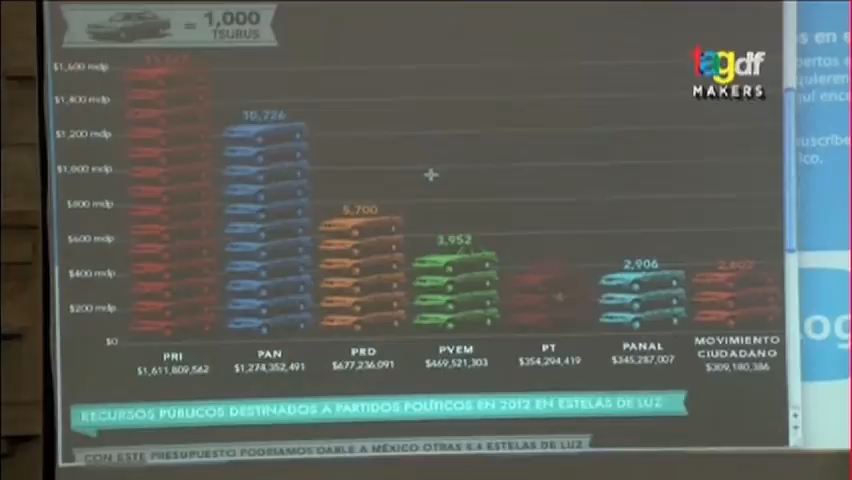 = 1,000
TSURUS
tagdf
MAKERS
$1,600 mdp
$1,400 mdp
$1,200 mdp
$1,000 mdp
$800 mdp
$600 mdp
$400 mdp
$200 mdp
$0
10,726
5,700
3,952
2,906
PRI
$1,611,809,562
PAN
$1,274,352,491
PRD
$677,236,091
PVEM
$469,521,303
PT
$354,294,419
PANAL
$345,287,007
MOVIMIENTO
CIUDADANO
$309,180,386
RECURSOS PÚBLICOS DESTINADOS A PARTIDOS POLÍTICOS EN 2012 EN ESTELAS DE LUZ
CON ESTE PRESUPUESTO PODRÍAMOS DARLE A MÉXICO OTRAS ESTELAS DE LUZ
s en